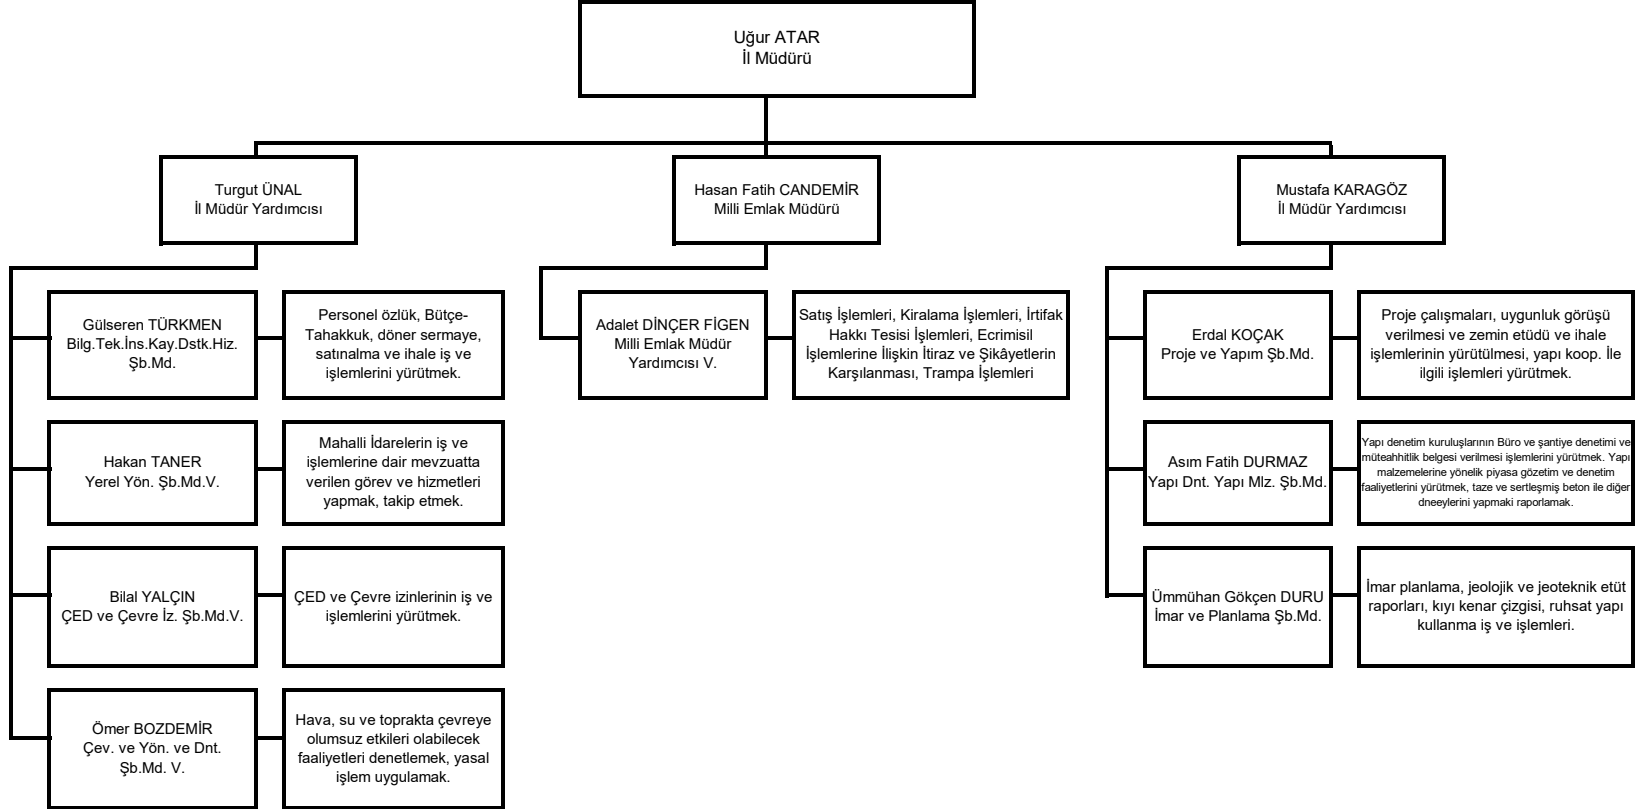 Uğur ATAR
İl Müdürü
Turgut ÜNAL
İl Müdür Yardımcısı
Hasan Fatih CANDEMİR
Milli Emlak Müdürü
Mustafa KARAGÖZ
İl Müdür Yardımcısı
Gülseren TÜRKMEN
Bilg.Tek.İns.Kay.Dstk.Hiz.
Şb.Md.
Personel özlük, Bütçe-
Tahakkuk, döner sermaye,
satınalma ve ihale iş ve
işlemlerini yürütmek.
Hakan TANER
Yerel Yön. Şb.Md.V.
Mahalli İdarelerin iş ve
işlemlerine dair mevzuatta
verilen görev ve hizmetleri
yapmak, takip etmek.
Bilal YALÇIN
ÇED ve Çevre İz. Şb.Md.V.
ÇED ve Çevre izinlerinin iş ve
işlemlerini yürütmek.
Ömer BOZDEMİR
Çev. ve Yön. ve Dnt.
Şb.Md. V.
Hava, su ve toprakta çevreye
olumsuz etkileri olabilecek
faaliyetleri denetlemek, yasal
işlem uygulamak.
Adalet DİNÇER FİGEN
Milli Emlak Müdür
Yardımcısı V.
Satış İşlemleri, Kiralama İşlemleri, İrtifak
Hakkı Tesisi İşlemleri, Ecrimisil
İşlemlerine İlişkin İtiraz ve Şikâyetlerin
Karşılanması, Trampa İşlemleri
Erdal KOÇAK
Proje ve Yapım Şb.Md.
Proje çalışmaları, uygunluk görüşü
verilmesi ve zemin etüdü ve ihale
işlemlerinin yürütülmesi, yapı koop. İle
ilgili işlemleri yürütmek.
Asım Fatih DURMAZ
Yapı Dnt. Yapı Mlz. Şb.Md.
Yapı denetim kuruluşlarının Büro ve şantiye denetimi ve
müteahhitlik belgesi verilmesi işlemlerini yürütmek. Yapı
malzemelerine yönelik piyasa gözetim ve denetim
faaliyetlerini yürütmek, taze ve sertleşmiş beton ile diğer
dneeylerini yapmaki raporlamak.
Ümmühan Gökçen DURU
İmar ve Planlama Şb.Md.
İmar planlama, jeolojik ve jeoteknik etüt
raporları, kıyı kenar çizgisi, ruhsat yapı
kullanma iş ve işlemleri.